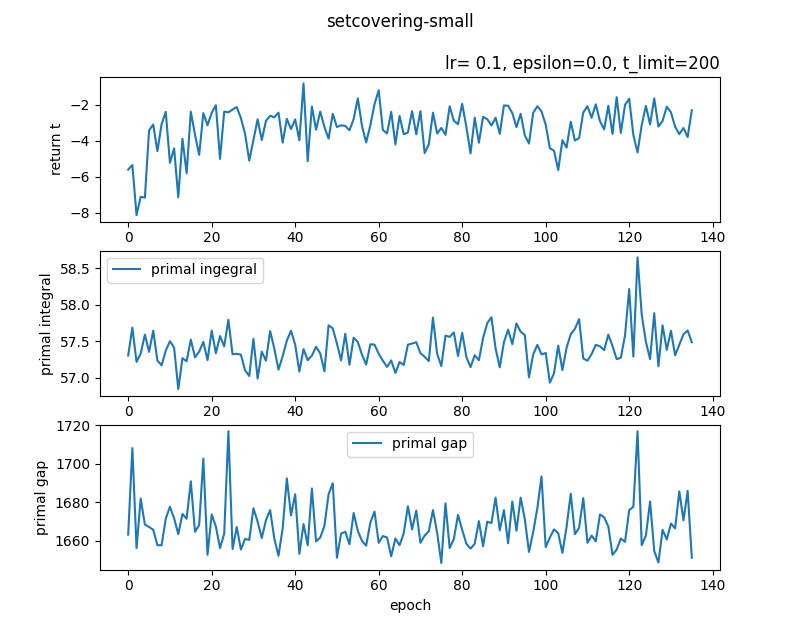 setcovering-small
lr= 0.1, epsilon=0.0, t_limit=200
return t
−2
−4
−6
−8
0 20 40 60 80 100 120 140
primal integral
primal ingegral
58.5
58.0
57.5
57.0
0 20 40 60 80 100 120 140
primal gap
primal gap
1720
1700
1680
1660
0 20 40 60 80 100 120 140
epoch